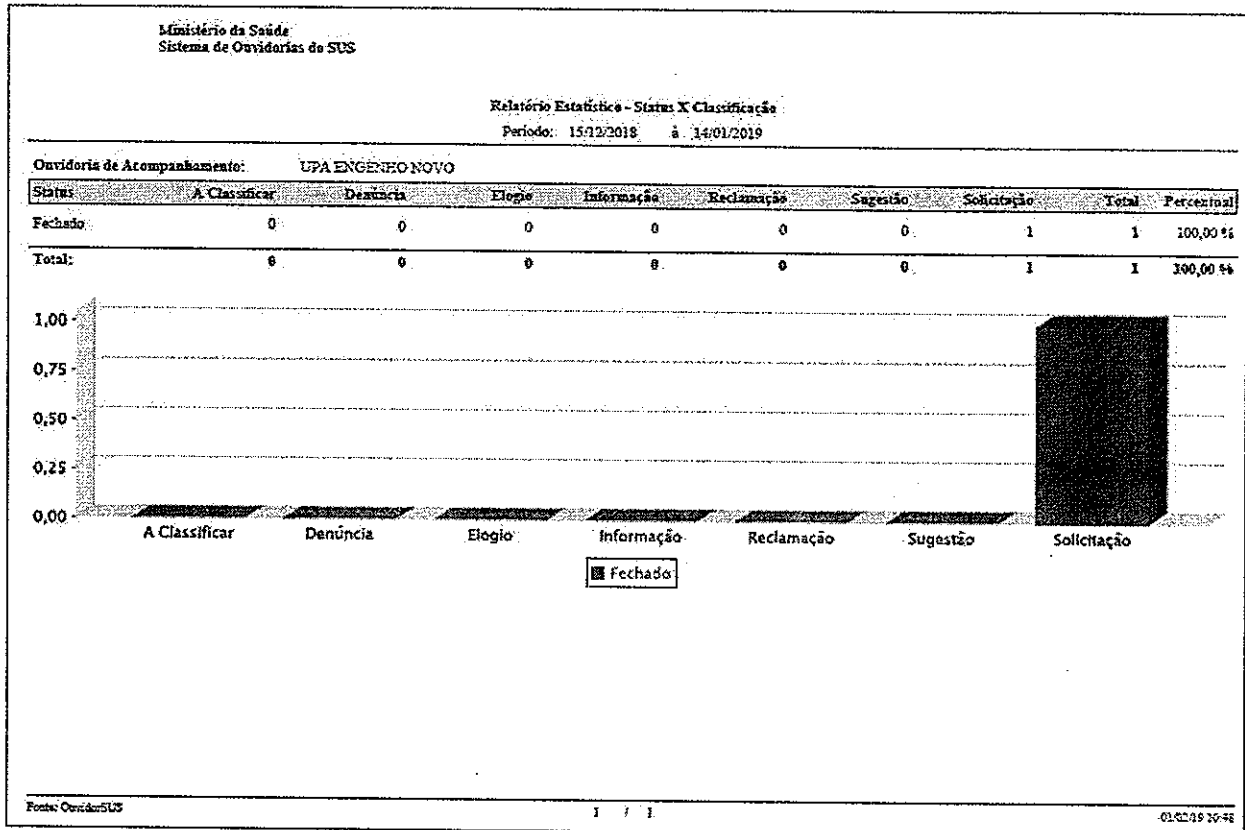 Ministério da Saúde
Sistema de Ouvidorias do SUS
Relatório Estatístico - Status X Classificação
Período: 15/12/2018 à 14/01/2019
Ouvidoria de Acompanhamento: UPA ENGENHO NOVO
Status A Classificar Denúncia Elogio Informação Reclamação Sugestão Solicitação Total Percentual
Fechado 0 0 0 0 0 0 1 1 100,00 %
Total: 0 0 0 0 0 0 1 1 100,00 %
1,00
0,75
0,50
0,25
0,00
A Classificar Denúncia Elogio Informação Reclamação Sugestão Solicitação
Fechado
Fonte: OuvidorSUS 1 / 1 01/02/19